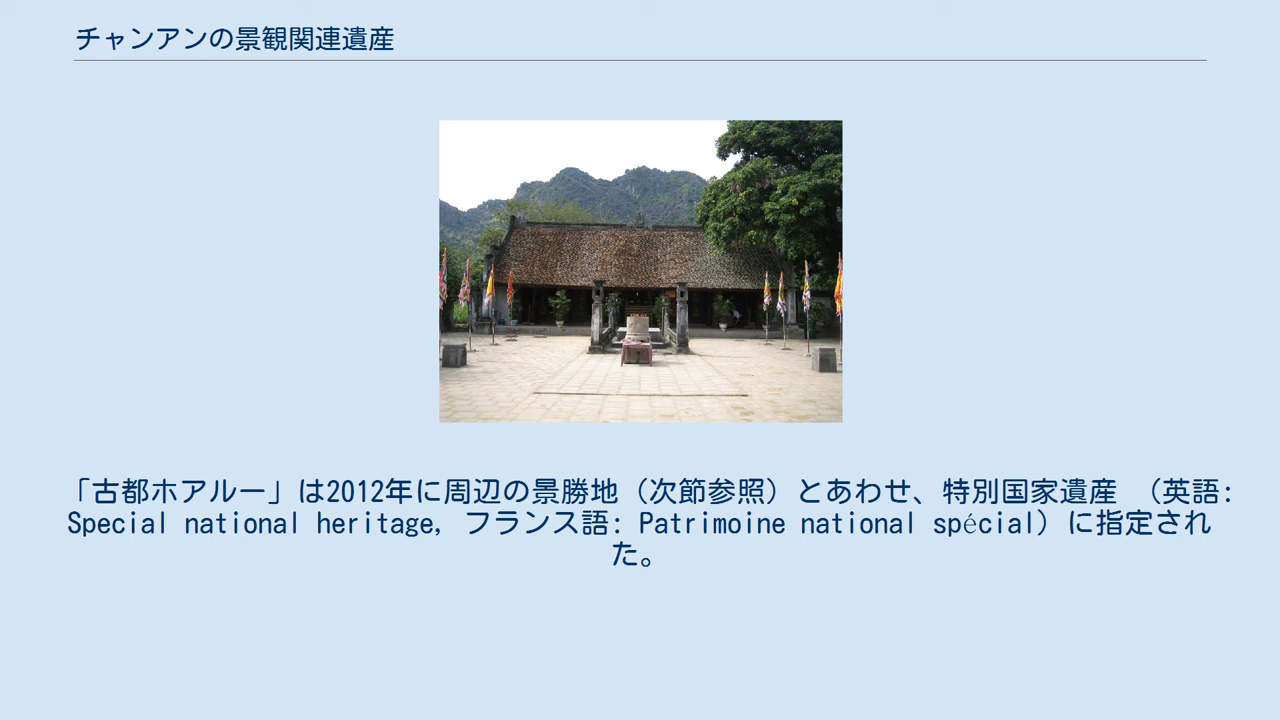 チャンアンの景観関連遺産
「古都ホアルー」は2012年に周辺の景勝地（次節参照）とあわせ、特別国家遺産 （英語:
Special national heritage, フランス語: Patrimoine national spécial）に指定され
た。